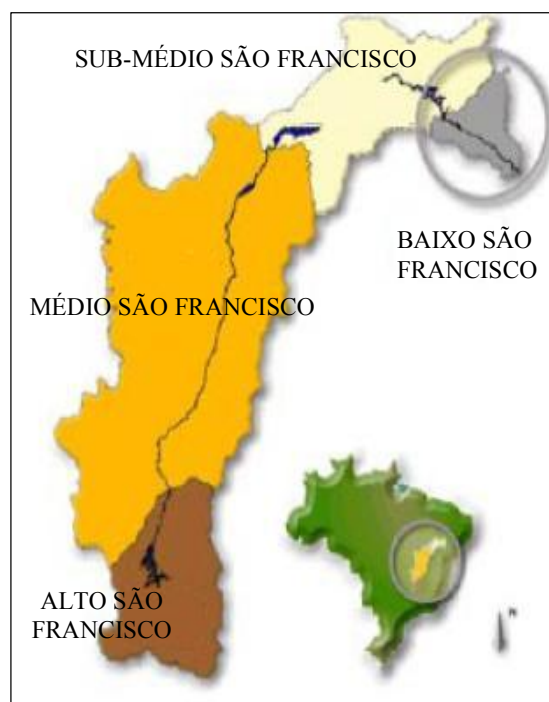 SUB-MÉDIO SÃO FRANCISCO
BAIXO SÃO
FRANCISCO
MÉDIO SÃO FRANCISCO
ALTO SÃO
FRANCISCO
N